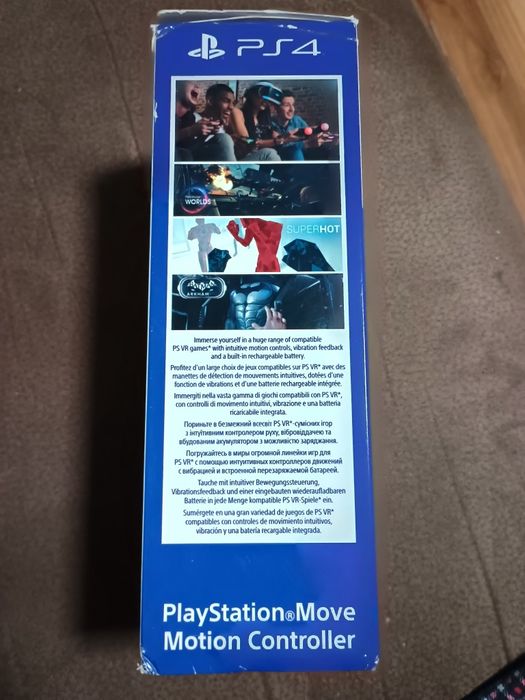 PS4
PlayStation VR
WORLDS
SUPERHOT
ARKHAM
Immerse yourself in a huge range of compatible
PS VR games* with intuitive motion controls, vibration feedback
and a built-in rechargeable battery.
Profitez d'un large choix de jeux compatibles sur PS VR* avec des
manettes de détection de mouvements intuitives, dotées d'une
fonction de vibrations et d'une batterie rechargeable intégrée.
Immergiti nella vasta gamma di giochi compatibili con PS VR*,
con controlli di movimento intuitivi, vibrazione e una batteria
ricaricabile integrata.
Пориньте в безмежний всесвіт PS VR*-сумісних ігор
з інтуїтивним контролером руху, вібровіддачею та
вбудованим акумулятором з можливістю заряджання.
Погружайтесь в миры огромной линейки игр для
PS VR* с помощью интуитивных контроллеров движений
с вибрацией и встроенной перезаряжаемой батареей.
Tauche mit intuitiver Bewegungssteuerung,
Vibrationsfeedback und einer eingebauten wiederaufladbaren
Batterie in jede Menge kompatible PS VR-Spiele* ein.
Sumérgete en una gran variedad de juegos de PS VR*
compatibles con controles de movimiento intuitivos,
vibración y una batería recargable integrada.
PlayStation®Move
Motion Controller